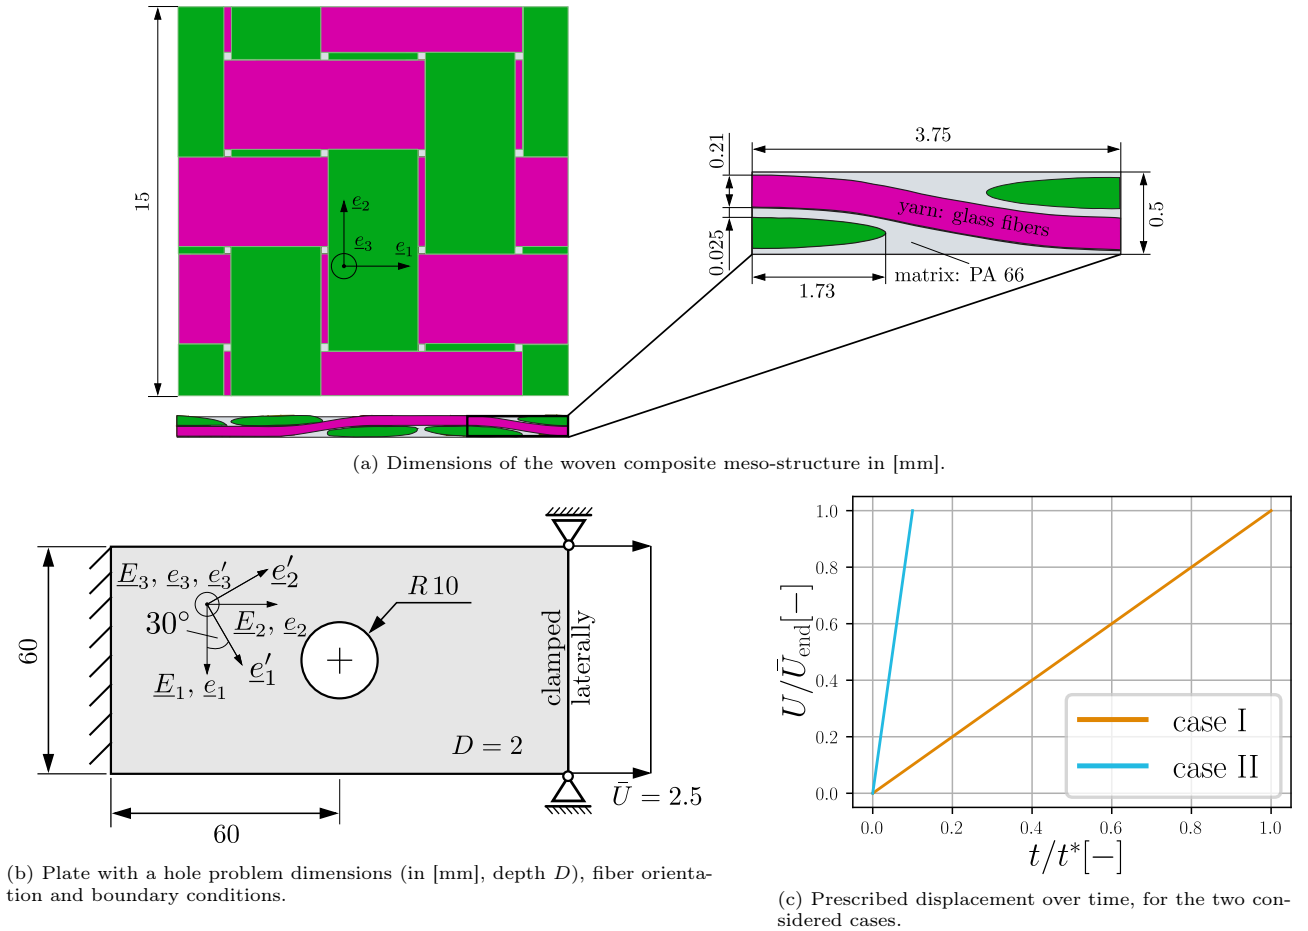 15
e₂
e₃
e₁
3.75
0.21
yarn: glass fibers
0.5
0.025
matrix: PA 66
1.73
(a) Dimensions of the woven composite meso-structure in [mm].
E₃, e₃, e′₃
e′₂
30°
E₂, e₂
R 10
e′₁
E₁, e₁
60
clamped
laterally
D = 2
Ū = 2.5
60
(b) Plate with a hole problem dimensions (in [mm], depth D), fiber orienta-
tion and boundary conditions.
U/Ūend[−]
1.0
0.8
0.6
0.4
0.2
0.0
case I
case II
0.0 0.2 0.4 0.6 0.8 1.0
t/t*[−]
(c) Prescribed displacement over time, for the two con-
sidered cases.